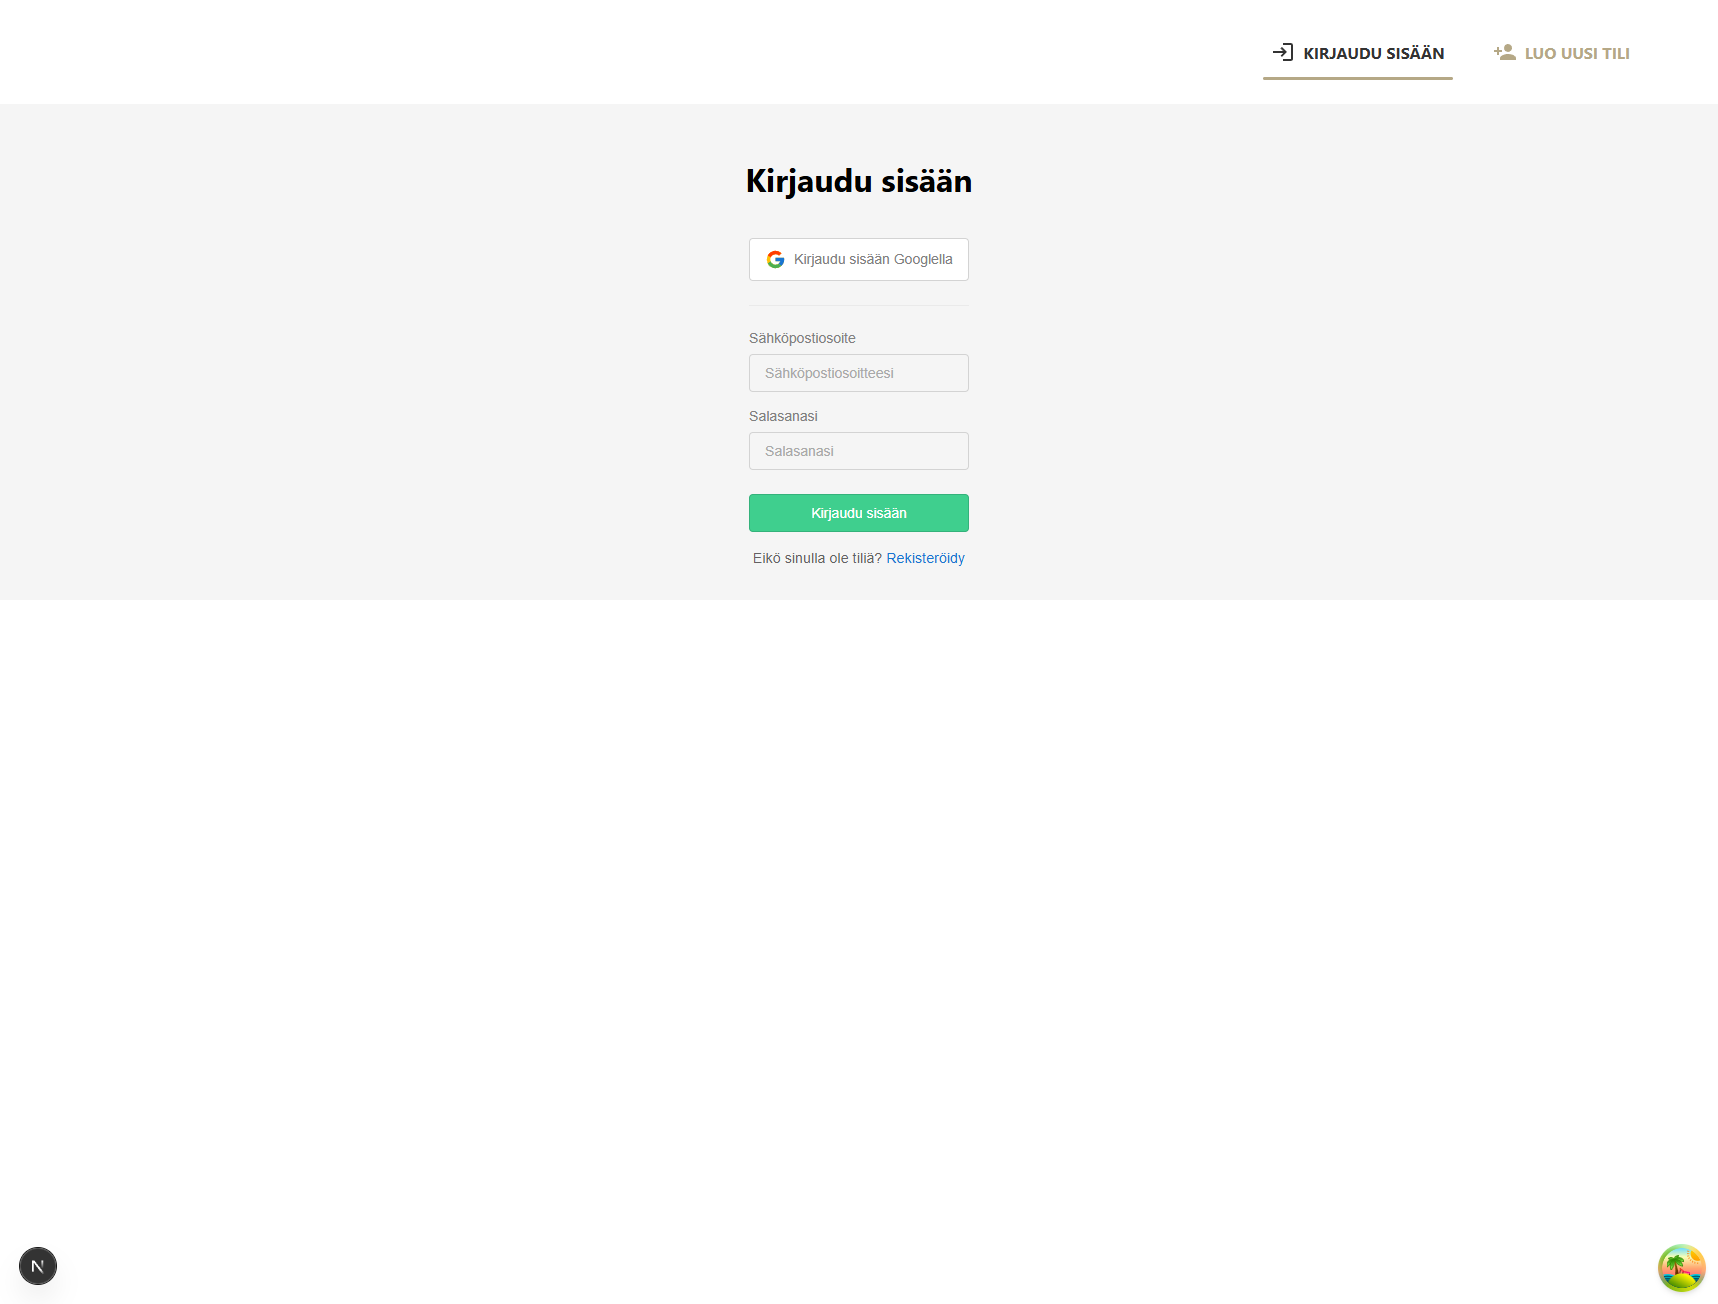 KIRJAUDU SISÄÄN
LUO UUSI TILI
Kirjaudu sisään
Kirjaudu sisään Googlella
Sähköpostiosoite
Sähköpostiosoitteesi
Salasanasi
Salasanasi
Kirjaudu sisään
Eikö sinulla ole tiliä? Rekisteröidy
N